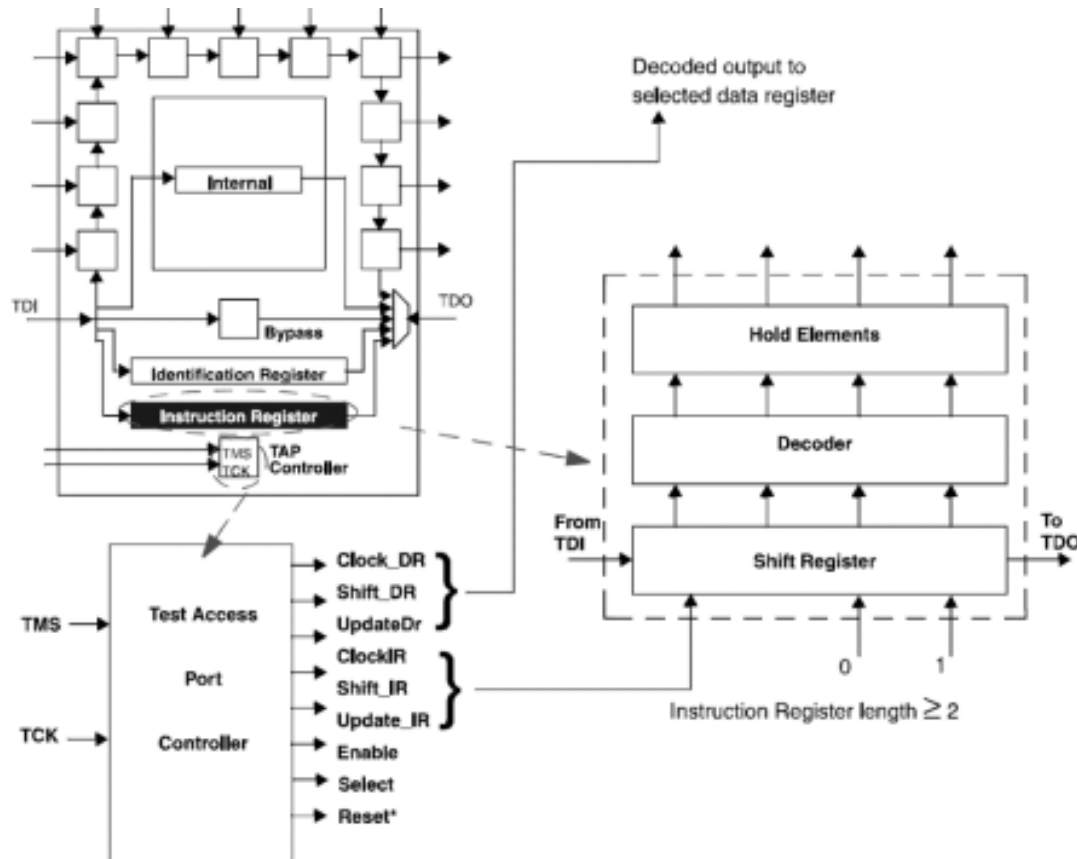 Decoded output to
selected data register
Internal
TDI
TDO
Bypass
Identification Register
Instruction Register
TMS
TCK
TAP
Controller
Hold Elements
Decoder
From
TDI
Shift Register
To
TDO
0
1
Instruction Register length ≥ 2
TMS
TCK
Test Access
Port
Controller
Clock_DR
Shift_DR
UpdateDr
ClockIR
Shift_IR
Update_IR
Enable
Select
Reset*